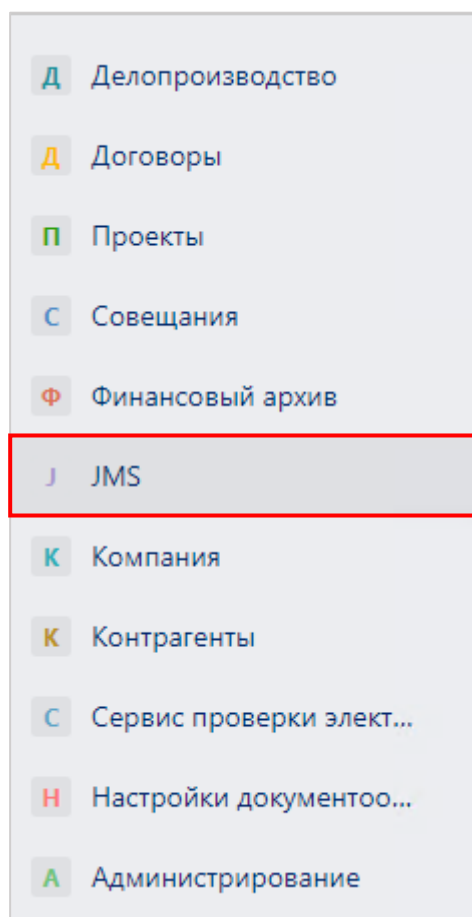 Д Делопроизводство
Д Договоры
П Проекты
С Совещания
Ф Финансовый архив
J JMS
К Компания
К Контрагенты
С Сервис проверки элект...
Н Настройки документоо...
А Администрирование